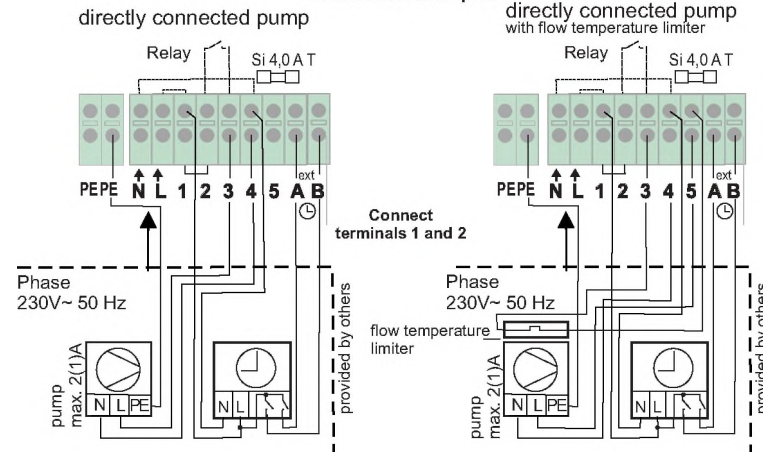 directly connected pump
Relay
Si 4,0 A T
PE PE N L 1 2 3 4 5 A B
ext
Phase
230V~ 50 Hz
pump
max. 2(1)A
N L PE
N L
provided by others
Connect
terminals 1 and 2
directly connected pump
with flow temperature limiter
Relay
Si 4,0 A T
PE PE N L 1 2 3 4 5 A B
ext
Phase
230V~ 50 Hz
flow temperature
limiter
pump
max. 2(1)A
N L PE
N L
provided by others